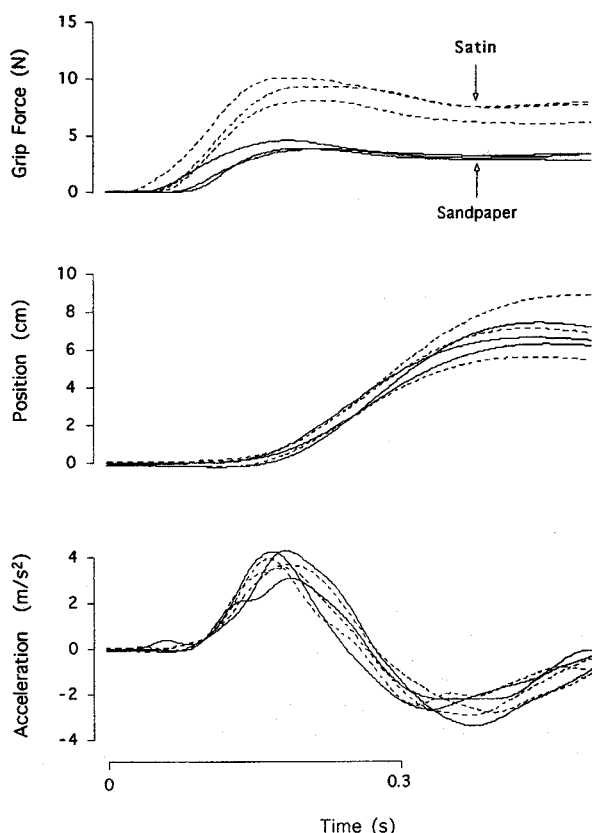 15
Satin
10
Grip Force (N)
5
0
Sandpaper
10
8
6
Position (cm)
4
2
0
4
2
Acceleration (m/s²)
0
-2
-4
0
0.3
Time (s)